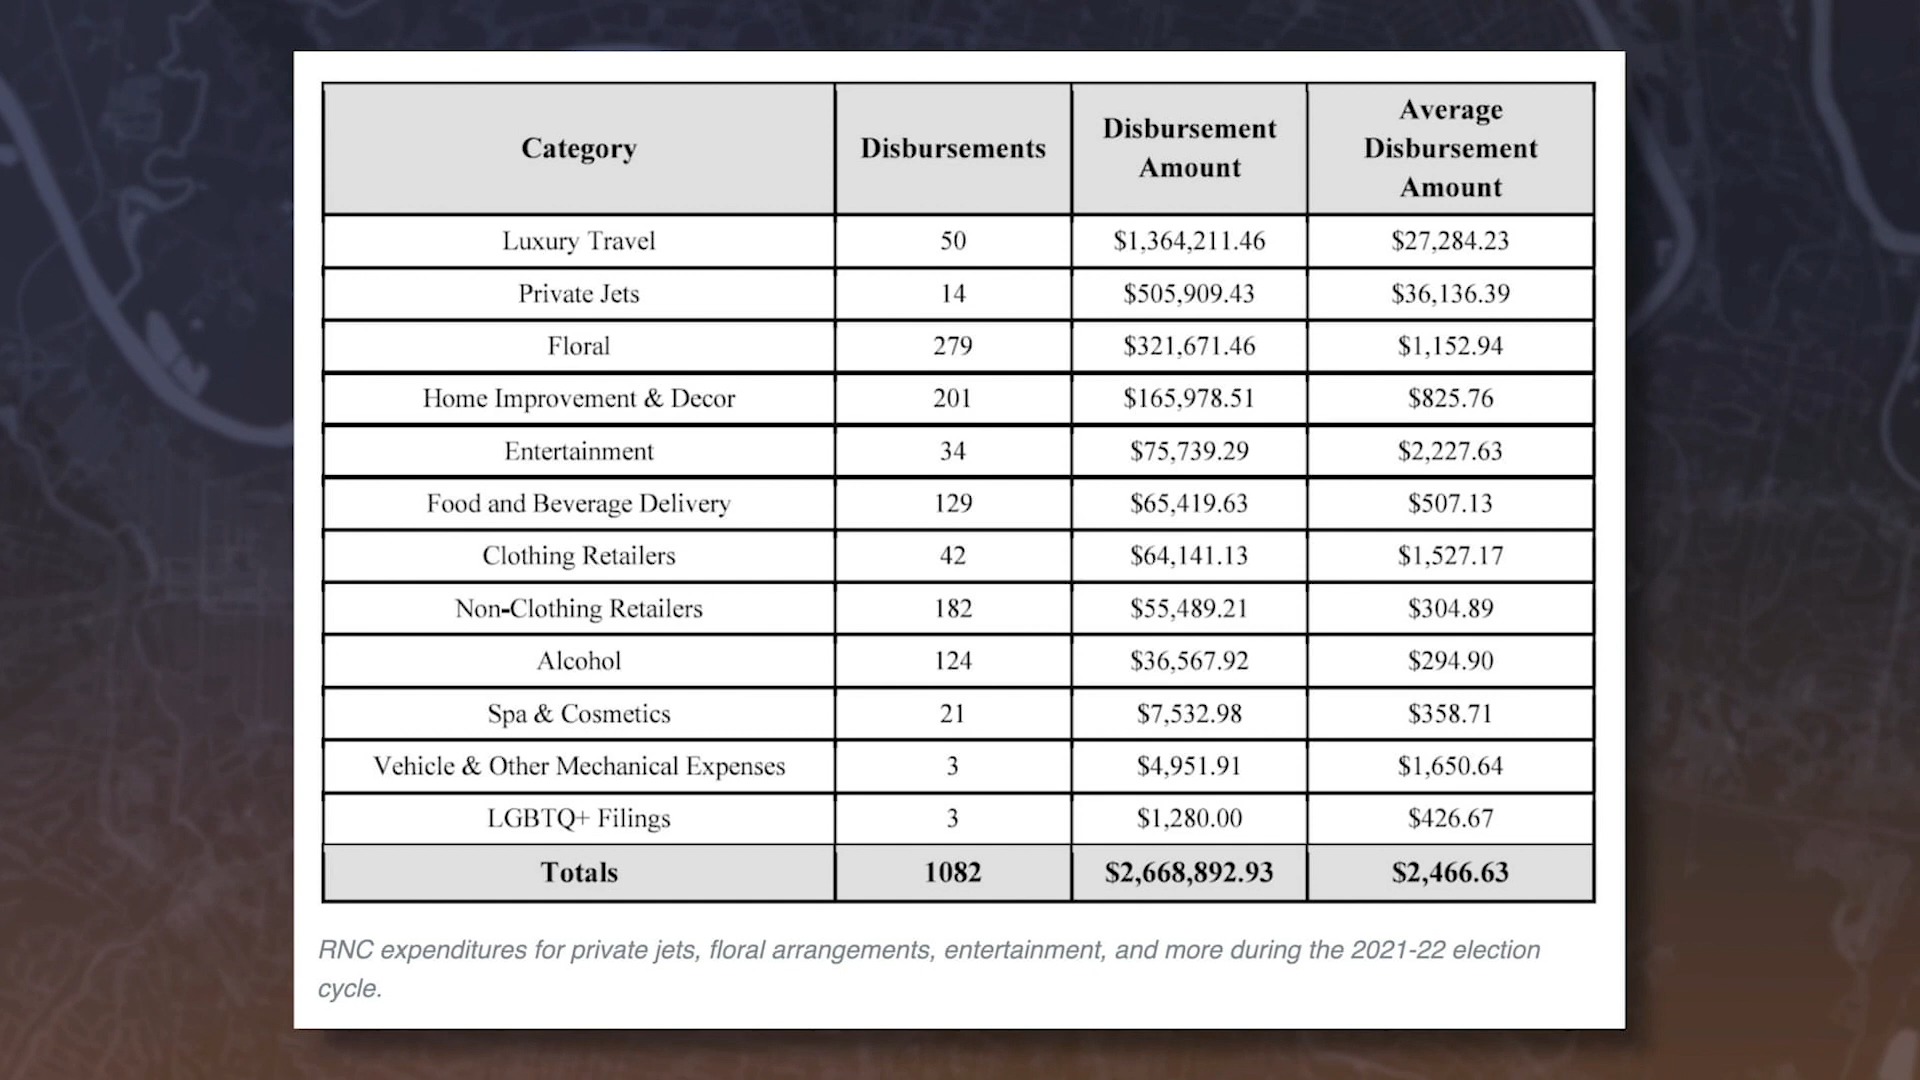 Category Disbursements Disbursement Amount Average Disbursement Amount
Luxury Travel 50 $1,364,211.46 $27,284.23
Private Jets 14 $505,909.43 $36,136.39
Floral 279 $321,671.46 $1,152.94
Home Improvement & Decor 201 $165,978.51 $825.76
Entertainment 34 $75,739.29 $2,227.63
Food and Beverage Delivery 129 $65,419.63 $507.13
Clothing Retailers 42 $64,141.13 $1,527.17
Non-Clothing Retailers 182 $55,489.21 $304.89
Alcohol 124 $36,567.92 $294.90
Spa & Cosmetics 21 $7,532.98 $358.71
Vehicle & Other Mechanical Expenses 3 $4,951.91 $1,650.64
LGBTQ+ Filings 3 $1,280.00 $426.67
Totals 1082 $2,668,892.93 $2,466.63
RNC expenditures for private jets, floral arrangements, entertainment, and more during the 2021-22 election
cycle.